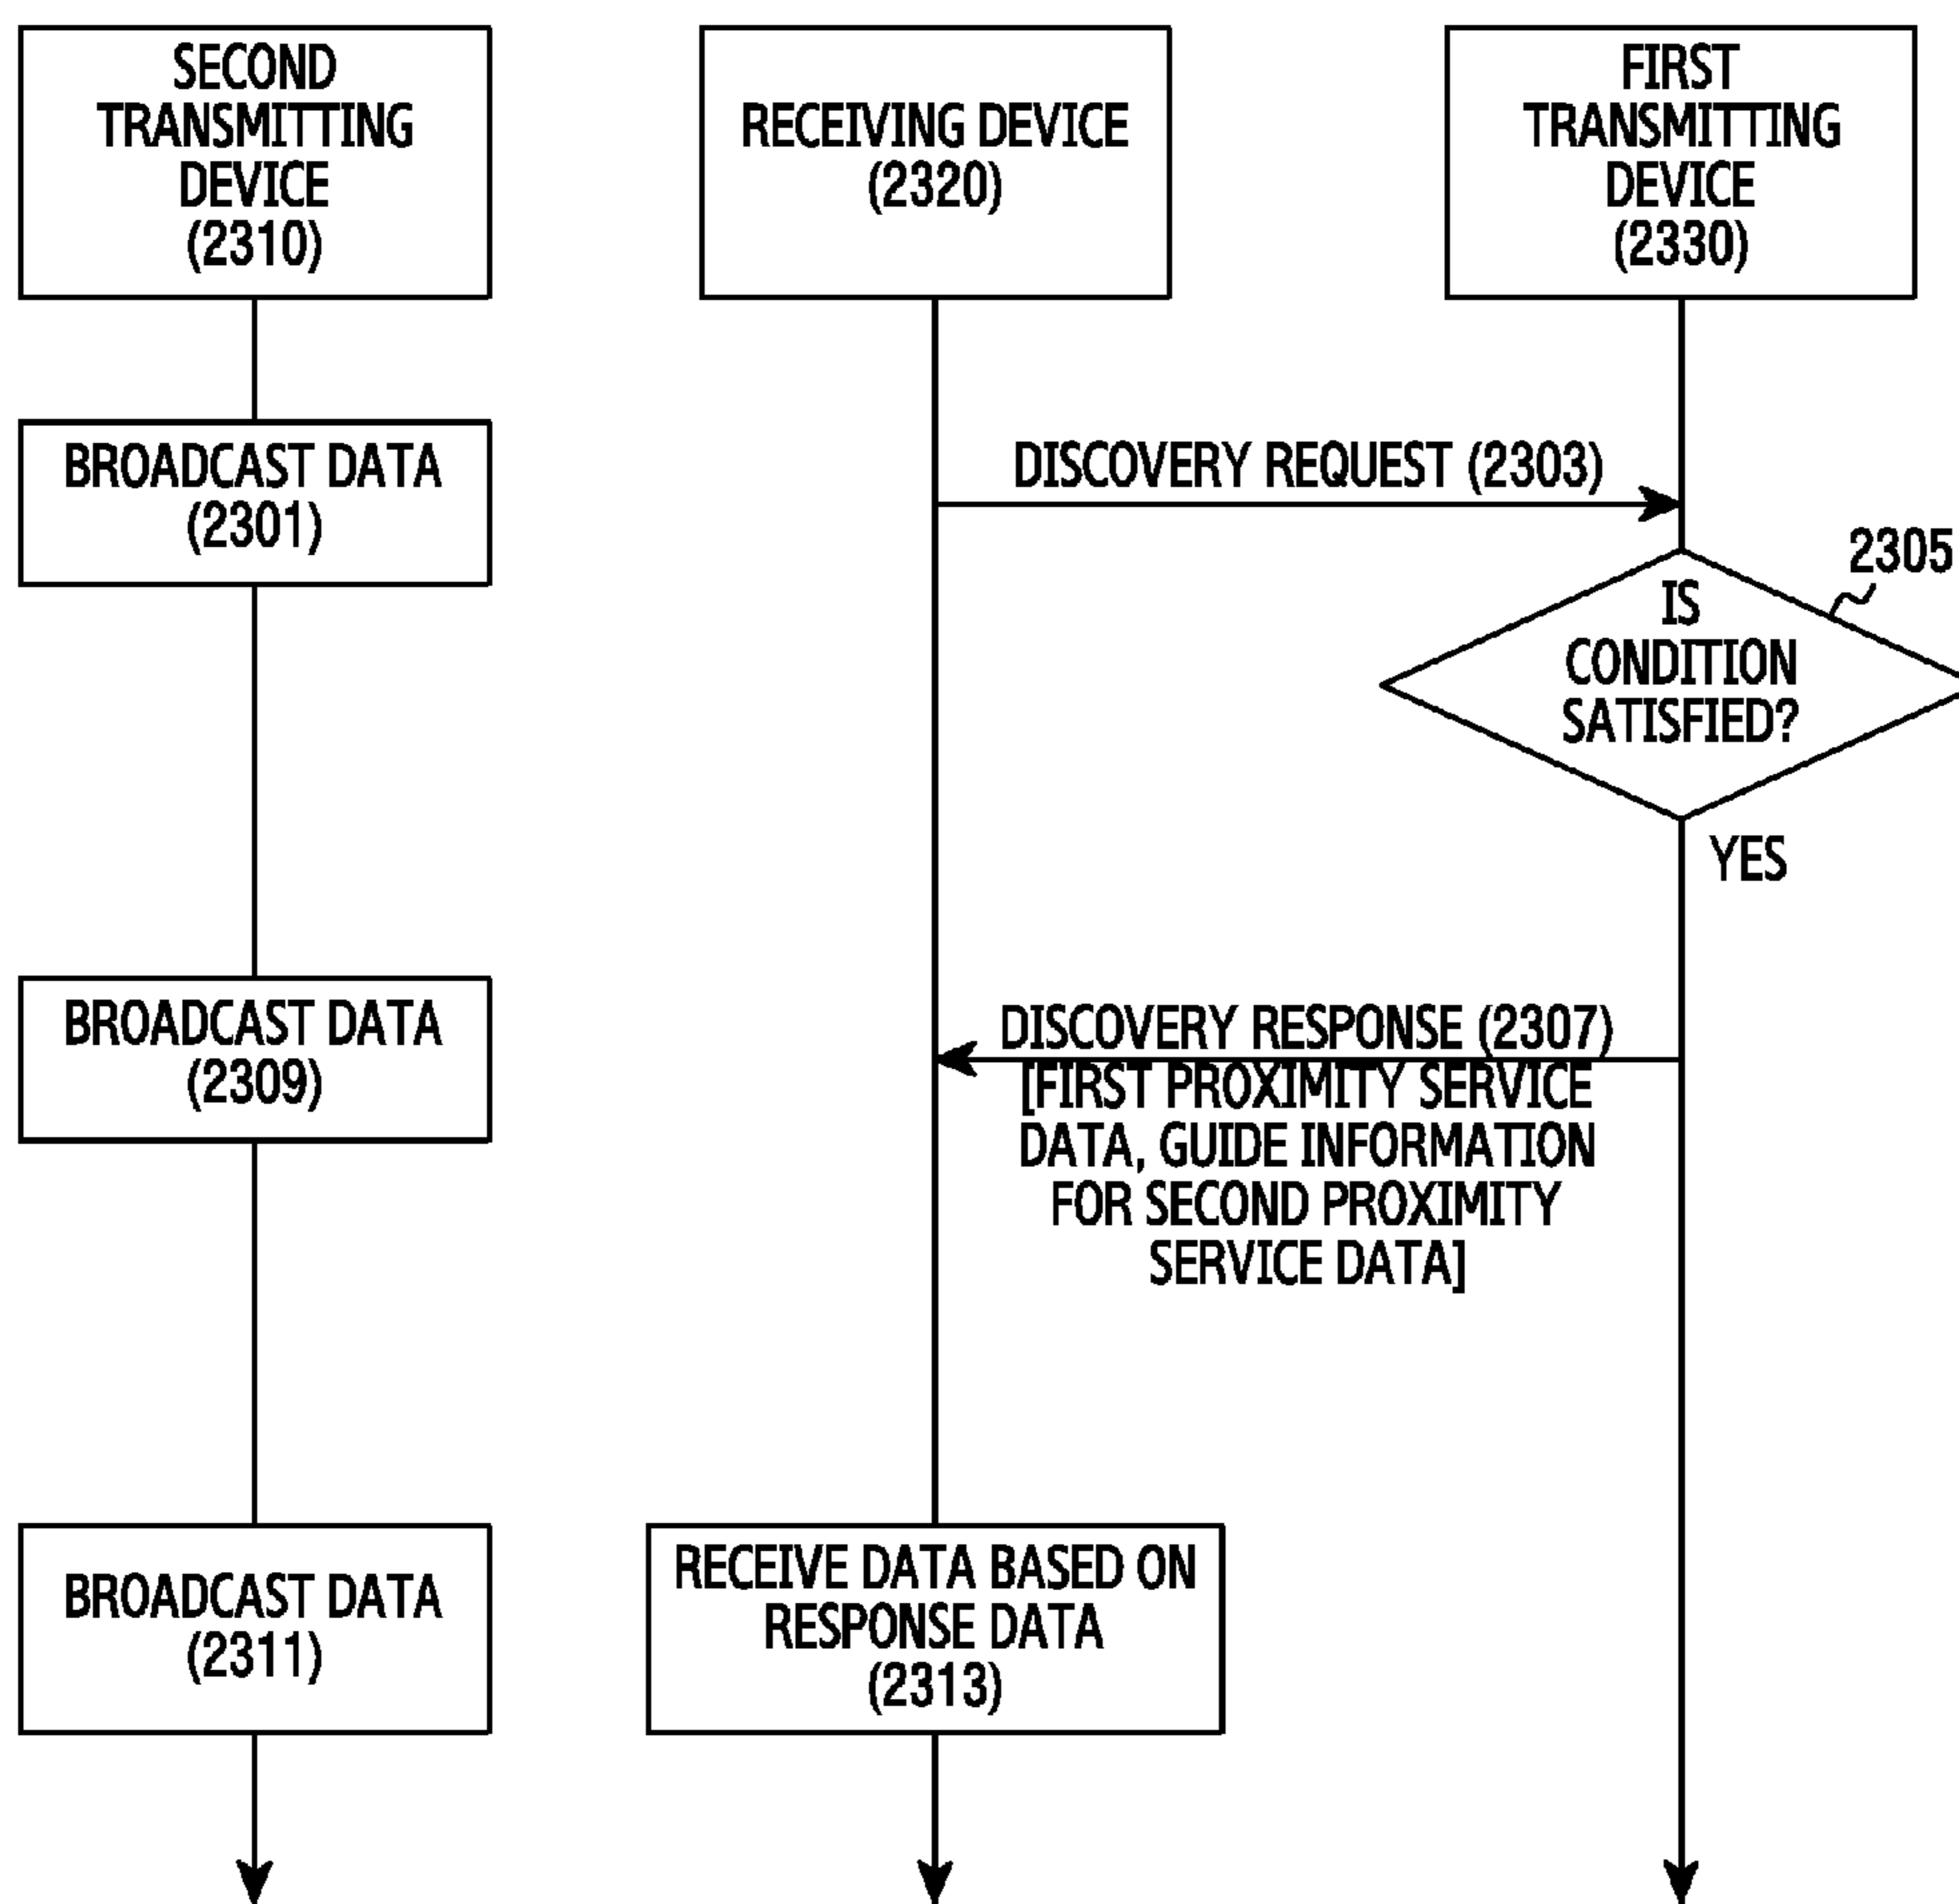 SECOND
TRANSMITTING
DEVICE
(2310)
RECEIVING DEVICE
(2320)
FIRST
TRANSMITTING
DEVICE
(2330)
BROADCAST DATA
(2301)
DISCOVERY REQUEST (2303)
2305
IS
CONDITION
SATISFIED?
YES
BROADCAST DATA
(2309)
DISCOVERY RESPONSE (2307)
[FIRST PROXIMITY SERVICE
DATA, GUIDE INFORMATION
FOR SECOND PROXIMITY
SERVICE DATA]
BROADCAST DATA
(2311)
RECEIVE DATA BASED ON
RESPONSE DATA
(2313)